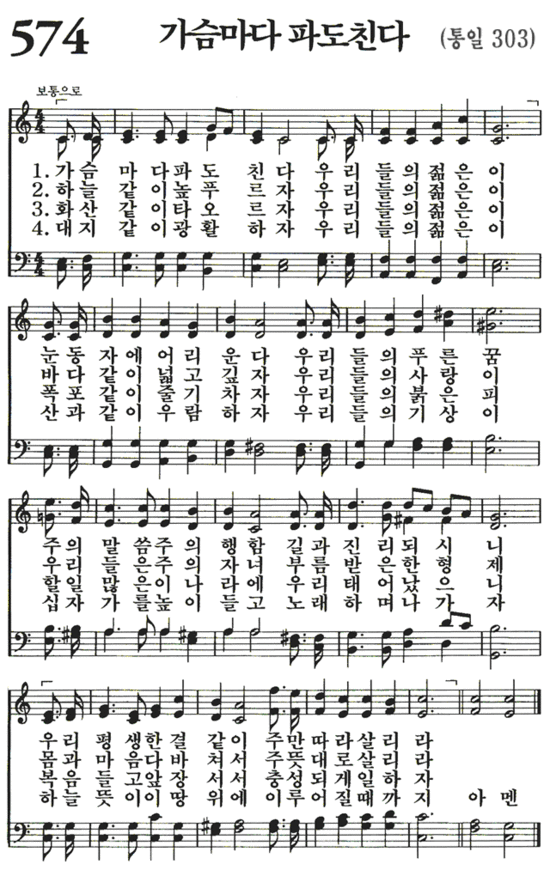 574 가슴마다 파도친다 (통일 303)
보통으로
4 4
1. 가 슴 마 다 파 도 친 다 우 리 들 의 젊 은 이
2. 하 늘 같 이 높 푸 르 자 우 리 들 의 젊 은 이
3. 화 산 같 이 타 오 르 자 우 리 들 의 젊 은 이
4. 대 지 같 이 광 활 하 자 우 리 들 의 젊 은 이
4 4
눈 동 자 에 어 리 운 다 우 리 들 의 푸 른 꿈
바 다 같 이 넓 고 깊 자 우 리 들 의 사 랑 이
폭 포 같 이 줄 기 차 자 우 리 들 의 붉 은 피
산 과 같 이 우 람 하 자 우 리 들 의 기 상 이
주 의 말 씀 주 의 행 함 길 과 진 리 되 시 니
우 리 들 은 주 의 자 녀 부 름 받 은 한 형 제
할 일 많 은 이 나 라 에 우 리 태 어 났 으 니
십 자 가 를 높 이 들 고 노 래 하 며 나 가 자
우 리 평 생 한 결 같 이 주 만 따 라 살 리 라
몸 과 마 음 다 바 쳐 서 주 뜻 대 로 살 리 라
복 음 들 고 앞 장 서 서 충 성 되 게 일 하 자
하 늘 뜻 이 이 땅 위 에 이 루 어 질 때 까 지 아 멘